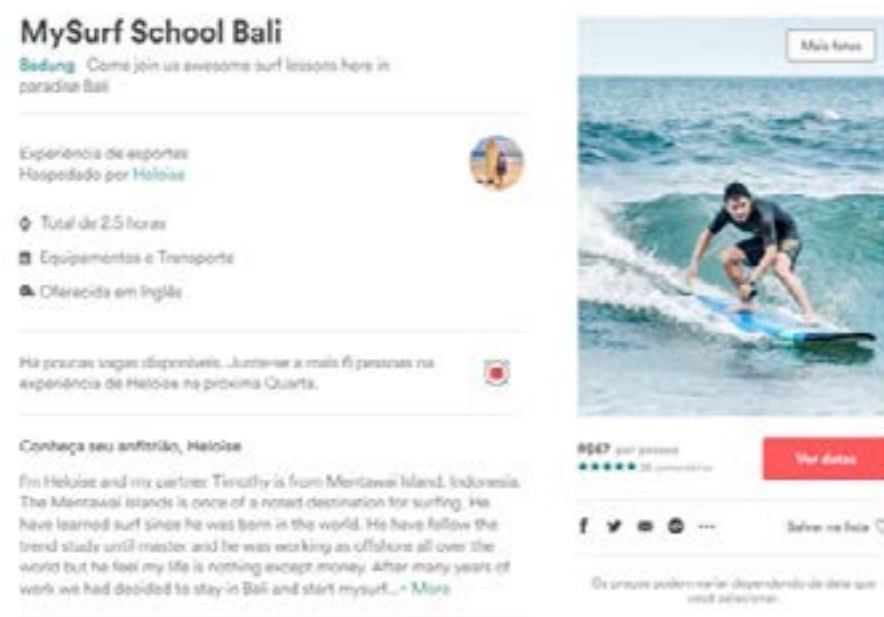 MySurf School Bali
Badung Come join us awesome surf lessons here in
paradise Bali
Experiência de esportes
Hospedado por Heloise
Total de 2.5 horas
Equipamentos e Transporte
Oferecida em Inglês
Há poucas vagas disponíveis. Junte-se a mais 6 pessoas na
experiência de Heloise na próxima Quarta.
Conheça seu anfitrião, Heloise
I'm Heloise and my partner Timothy is from Mentawai Island, Indonesia.
The Mentawai Islands is once of a noted destination for surfing. He
have learned surf since he was born in the world. He have follow the
trend study until master and he was working as offshore all over the
world but he feel my life is nothing except money. After many years of
work we had decided to stay in Bali and start mysurf...+ More
Mais fotos
por pessoa
Ver datas
Salvar na lista
Os preços podem variar dependendo da data que
você selecionar.